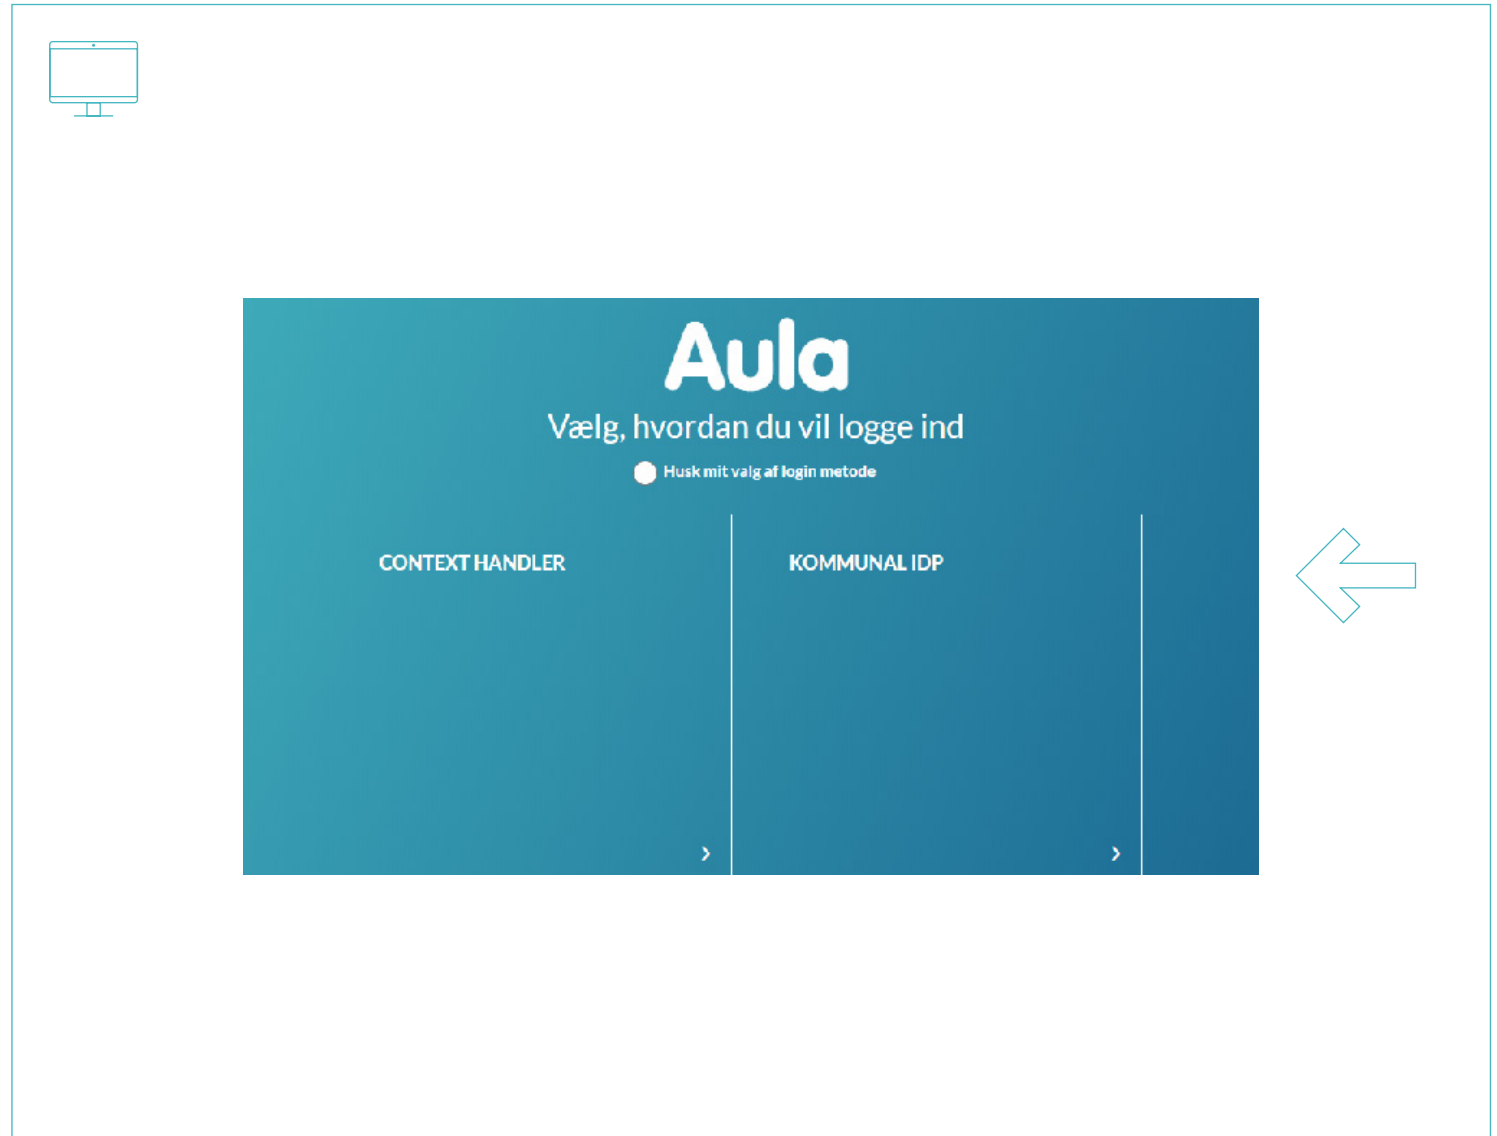 Aula
Vælg, hvordan du vil logge ind
Husk mit valg af login metode
CONTEXT HANDLER
KOMMUNAL IDP